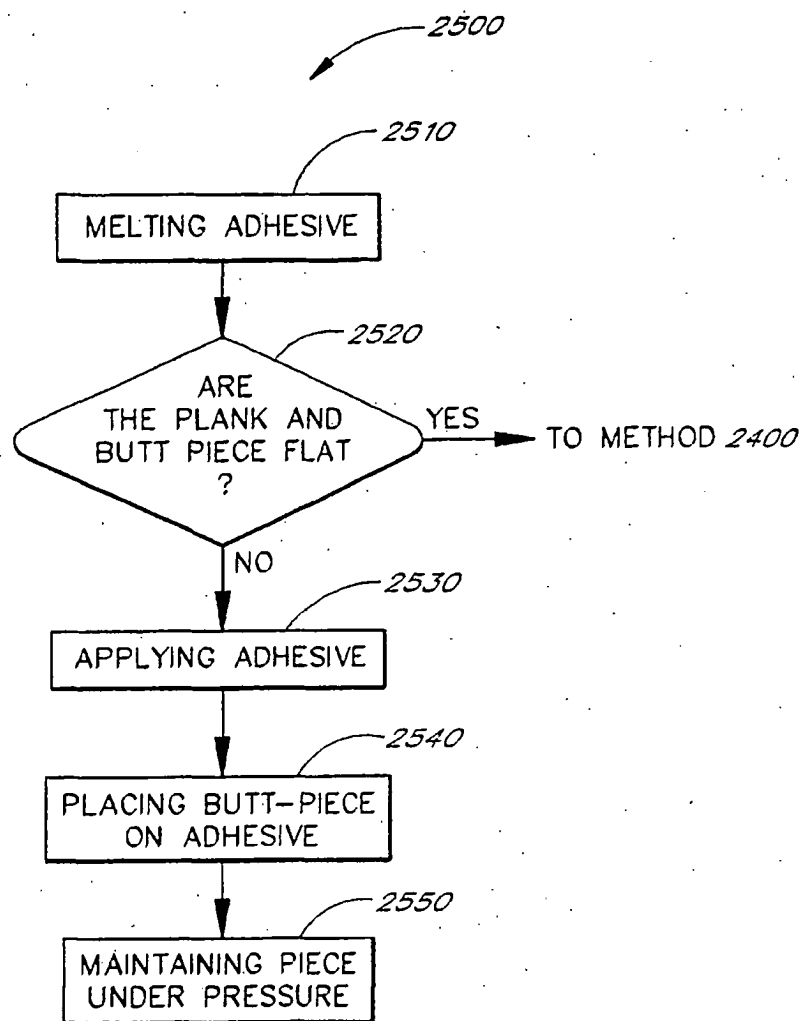 2500
2510
MELTING ADHESIVE
2520
ARE
THE PLANK AND
BUTT PIECE FLAT
?
YES
TO METHOD 2400
NO
2530
APPLYING ADHESIVE
2540
PLACING BUTT-PIECE
ON ADHESIVE
2550
MAINTAINING PIECE
UNDER PRESSURE